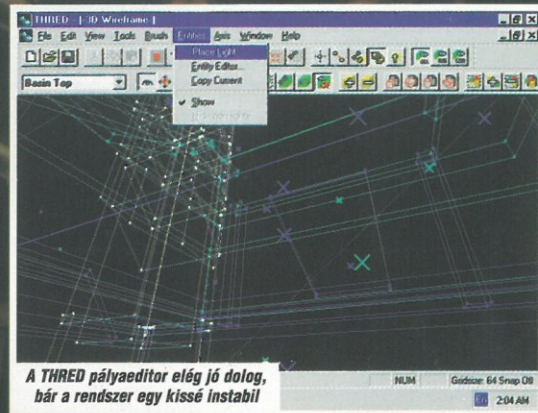 THRED - [-3D Wireframe ]
File Edit View Tools Brush Entities Axis Window Help
Place Light
Entity Editor...
Copy Current
Show
Basin Top
A THRED pályaeditor elég jó dolog,
bár a rendszer egy kissé instabil
NUM Gridsize: 64 Snap Off
2:04 AM